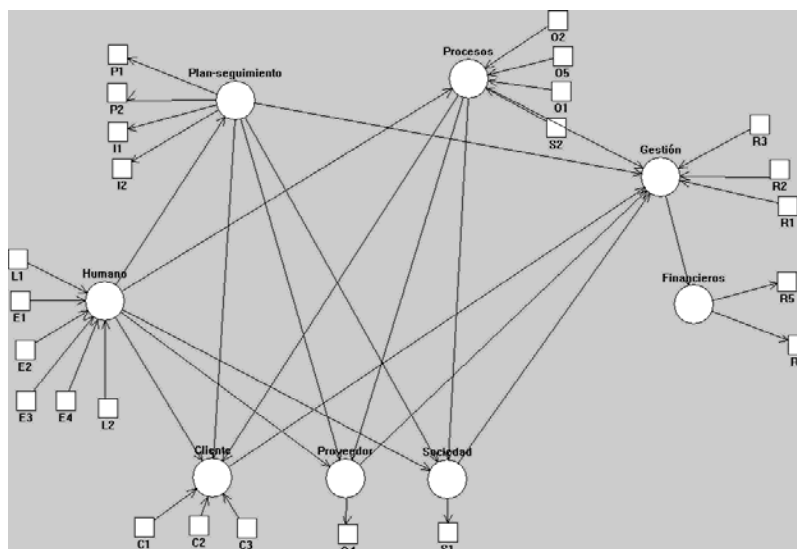 O2
Procesos
P1
Plan-seguimiento
O5
P2
O1
I1
S2
R3
Gestión
I2
R2
R1
L1
Humano
Financieros
E1
R5
E2
R
E3
E4
L2
Cliente
Proveedor
Sociedad
C1
C2
C3
S1